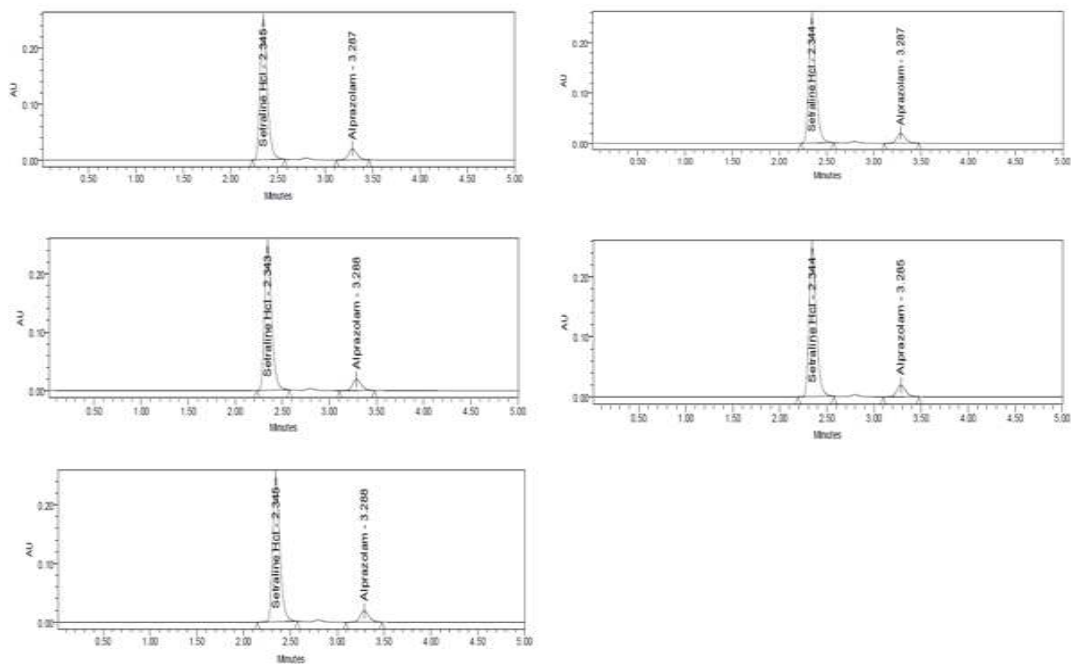 0.20
0.10
0.00
AU
Setraline Hcl - 2.345
Alprazolam - 3.287
0.50 1.00 1.50 2.00 2.50 3.00 3.50 4.00 4.50 5.00
Minutes
0.20
0.10
0.00
AU
Setraline Hcl - 2.344
Alprazolam - 3.287
0.50 1.00 1.50 2.00 2.50 3.00 3.50 4.00 4.50 5.00
Minutes
0.20
0.10
0.00
AU
Setraline Hcl - 2.343
Alprazolam - 3.288
0.50 1.00 1.50 2.00 2.50 3.00 3.50 4.00 4.50 5.00
Minutes
0.20
0.10
0.00
AU
Setraline Hcl - 2.344
Alprazolam - 3.285
0.50 1.00 1.50 2.00 2.50 3.00 3.50 4.00 4.50 5.00
Minutes
0.20
0.10
0.00
AU
Setraline Hcl - 2.345
Alprazolam - 3.288
0.50 1.00 1.50 2.00 2.50 3.00 3.50 4.00 4.50 5.00
Minutes